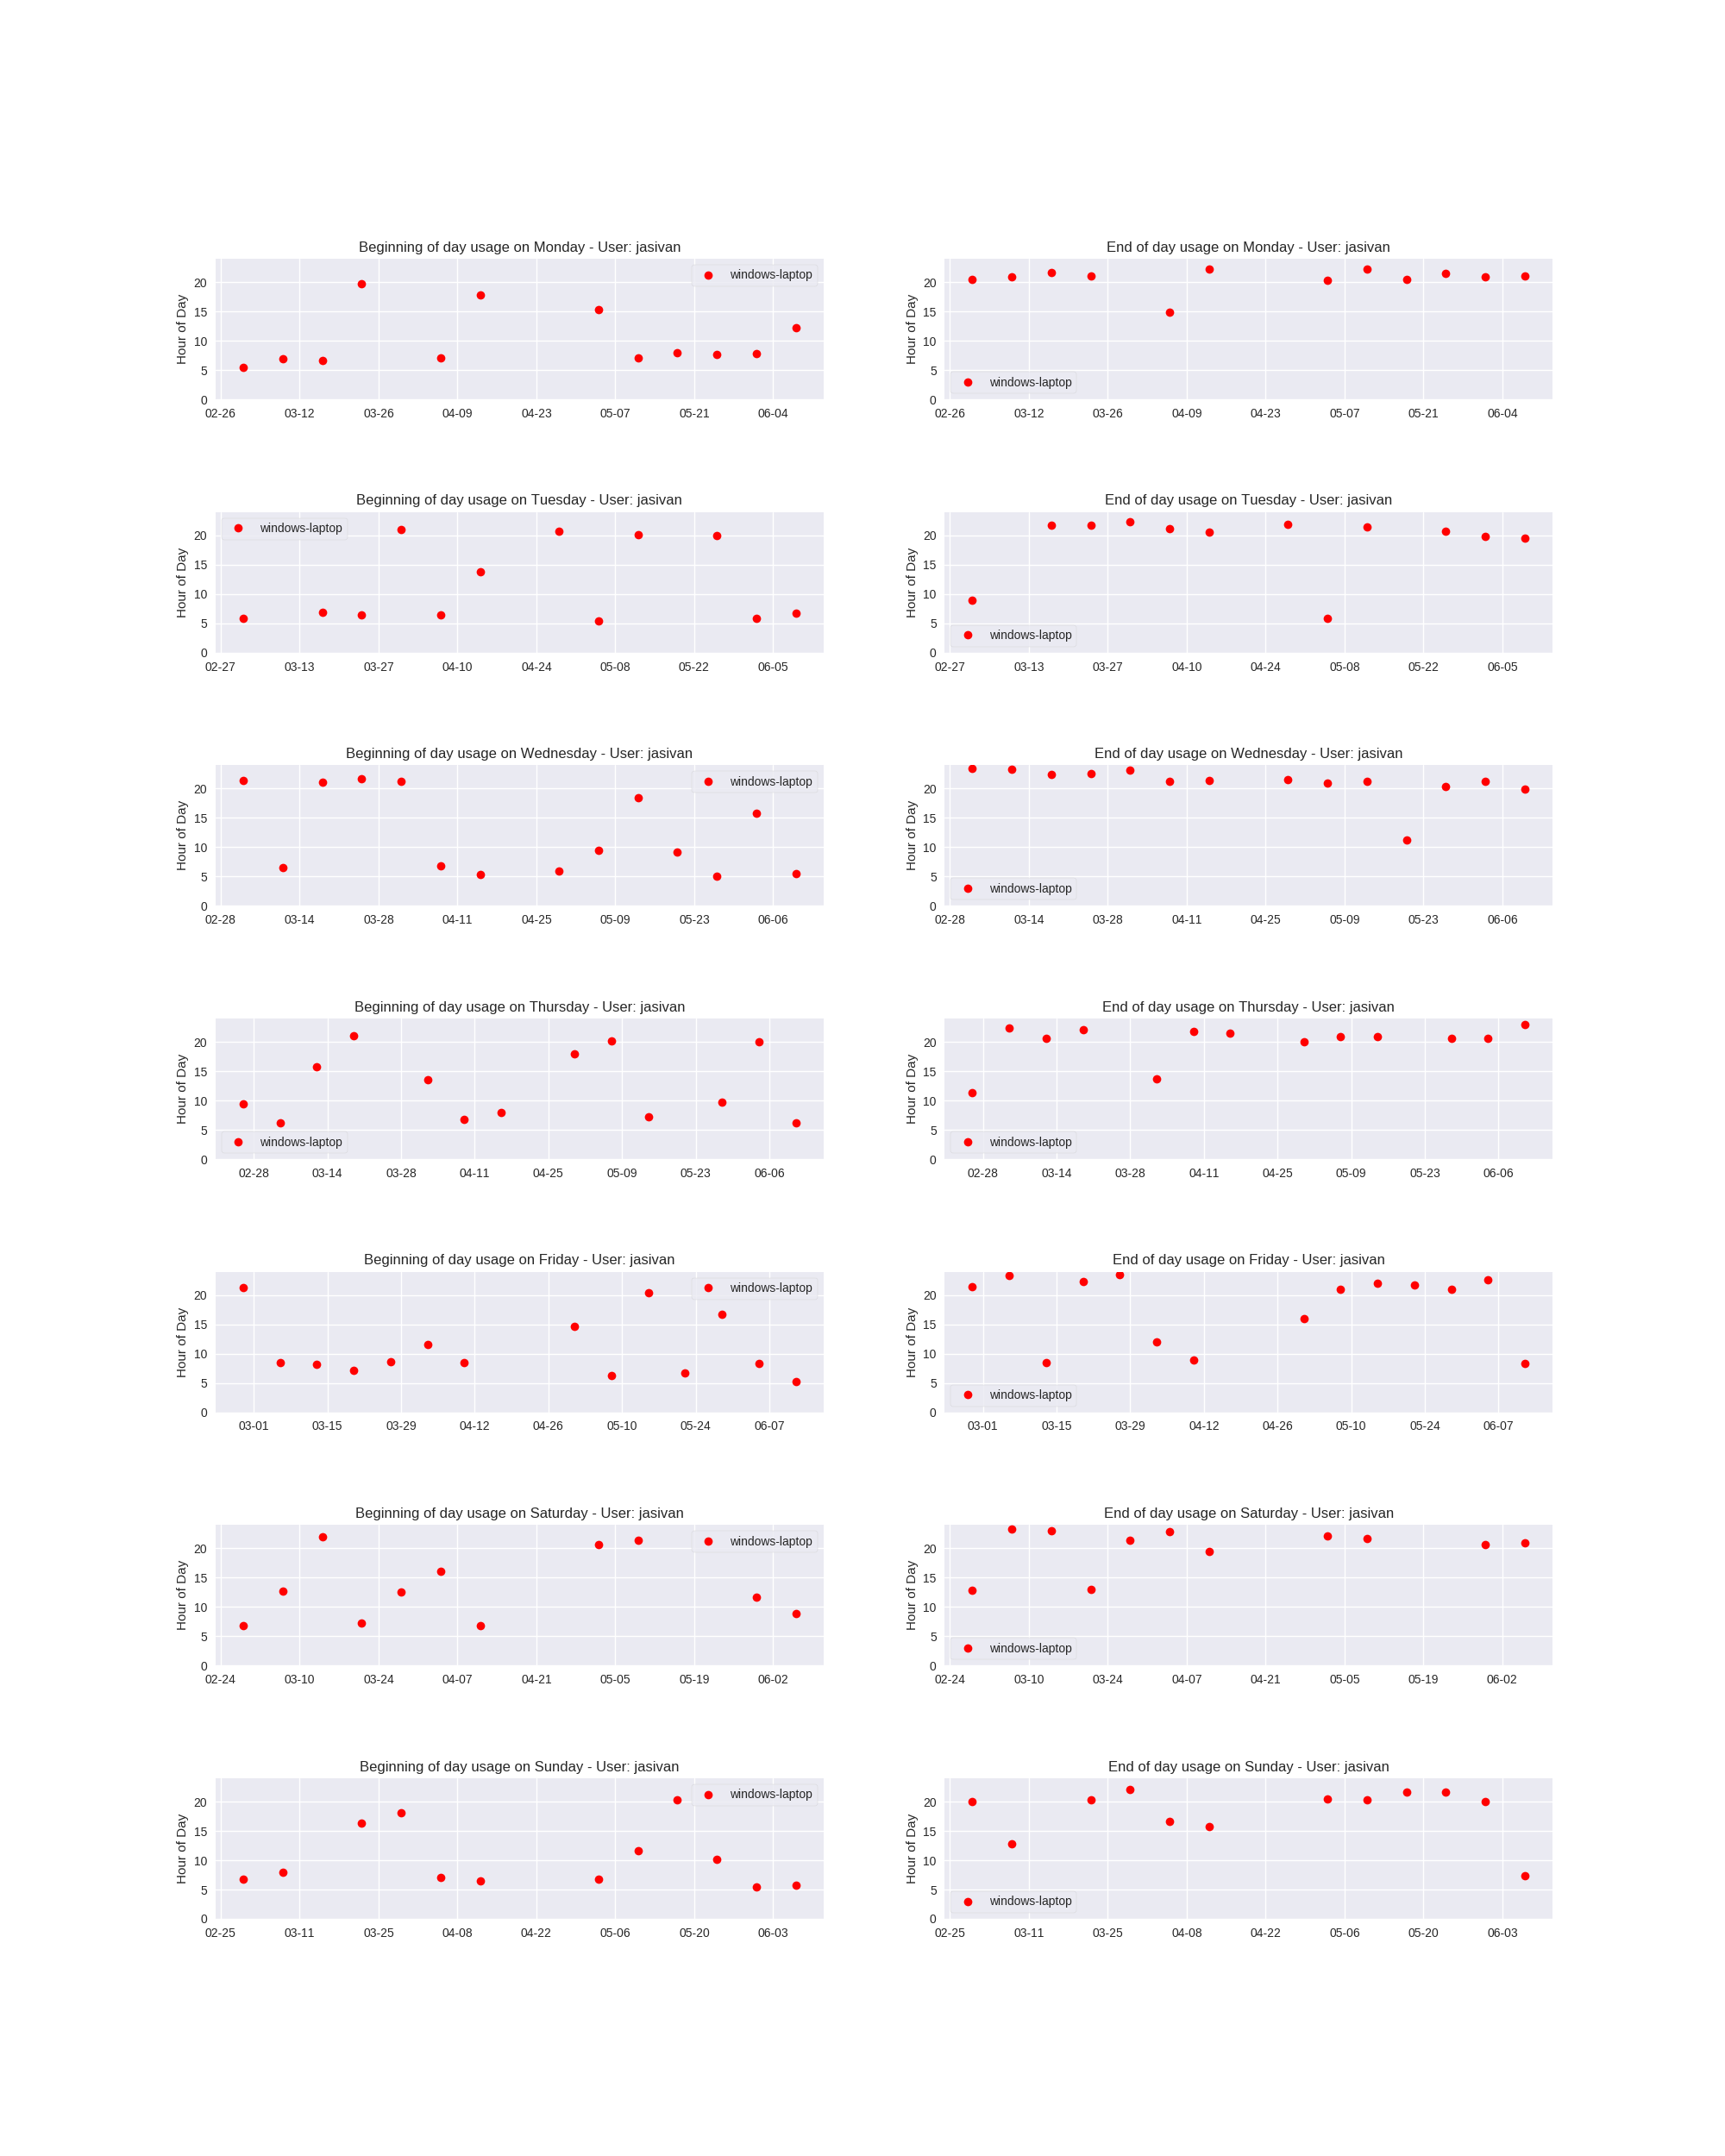 Beginning of day usage on Monday - User: jasivan
windows-laptop
Hour of Day
20
15
10
5
0
02-26 03-12 03-26 04-09 04-23 05-07 05-21 06-04
End of day usage on Monday - User: jasivan
Hour of Day
20
15
10
5
0
windows-laptop
02-26 03-12 03-26 04-09 04-23 05-07 05-21 06-04
Beginning of day usage on Tuesday - User: jasivan
windows-laptop
Hour of Day
20
15
10
5
0
02-27 03-13 03-27 04-10 04-24 05-08 05-22 06-05
End of day usage on Tuesday - User: jasivan
Hour of Day
20
15
10
5
0
windows-laptop
02-27 03-13 03-27 04-10 04-24 05-08 05-22 06-05
Beginning of day usage on Wednesday - User: jasivan
windows-laptop
Hour of Day
20
15
10
5
0
02-28 03-14 03-28 04-11 04-25 05-09 05-23 06-06
End of day usage on Wednesday - User: jasivan
Hour of Day
20
15
10
5
0
windows-laptop
02-28 03-14 03-28 04-11 04-25 05-09 05-23 06-06
Beginning of day usage on Thursday - User: jasivan
Hour of Day
20
15
10
5
0
windows-laptop
02-28 03-14 03-28 04-11 04-25 05-09 05-23 06-06
End of day usage on Thursday - User: jasivan
Hour of Day
20
15
10
5
0
windows-laptop
02-28 03-14 03-28 04-11 04-25 05-09 05-23 06-06
Beginning of day usage on Friday - User: jasivan
windows-laptop
Hour of Day
20
15
10
5
0
03-01 03-15 03-29 04-12 04-26 05-10 05-24 06-07
End of day usage on Friday - User: jasivan
Hour of Day
20
15
10
5
0
windows-laptop
03-01 03-15 03-29 04-12 04-26 05-10 05-24 06-07
Beginning of day usage on Saturday - User: jasivan
windows-laptop
Hour of Day
20
15
10
5
0
02-24 03-10 03-24 04-07 04-21 05-05 05-19 06-02
End of day usage on Saturday - User: jasivan
Hour of Day
20
15
10
5
0
windows-laptop
02-24 03-10 03-24 04-07 04-21 05-05 05-19 06-02
Beginning of day usage on Sunday - User: jasivan
windows-laptop
Hour of Day
20
15
10
5
0
02-25 03-11 03-25 04-08 04-22 05-06 05-20 06-03
End of day usage on Sunday - User: jasivan
Hour of Day
20
15
10
5
0
windows-laptop
02-25 03-11 03-25 04-08 04-22 05-06 05-20 06-03